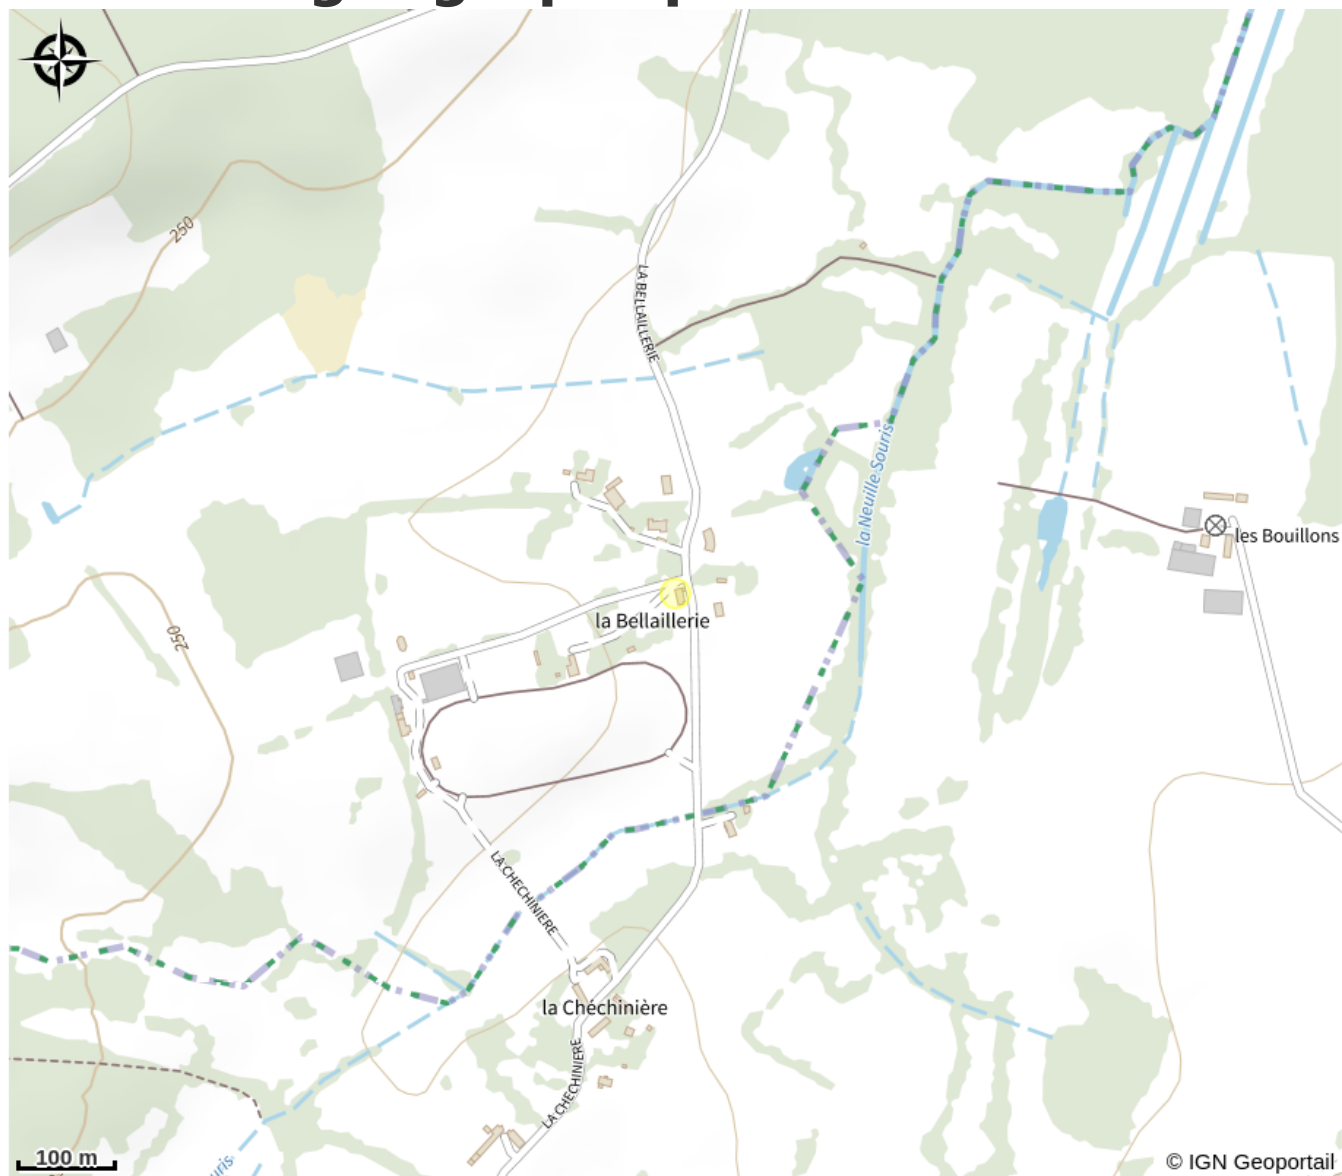 250
LA BELLAILLERIE
la Neuille-Souris
les Bouillons
la Bellaillerie
250
LA CHECHINIERE
la Chéchinière
LA CHECHINIERE
100 m
© IGN Geoportail